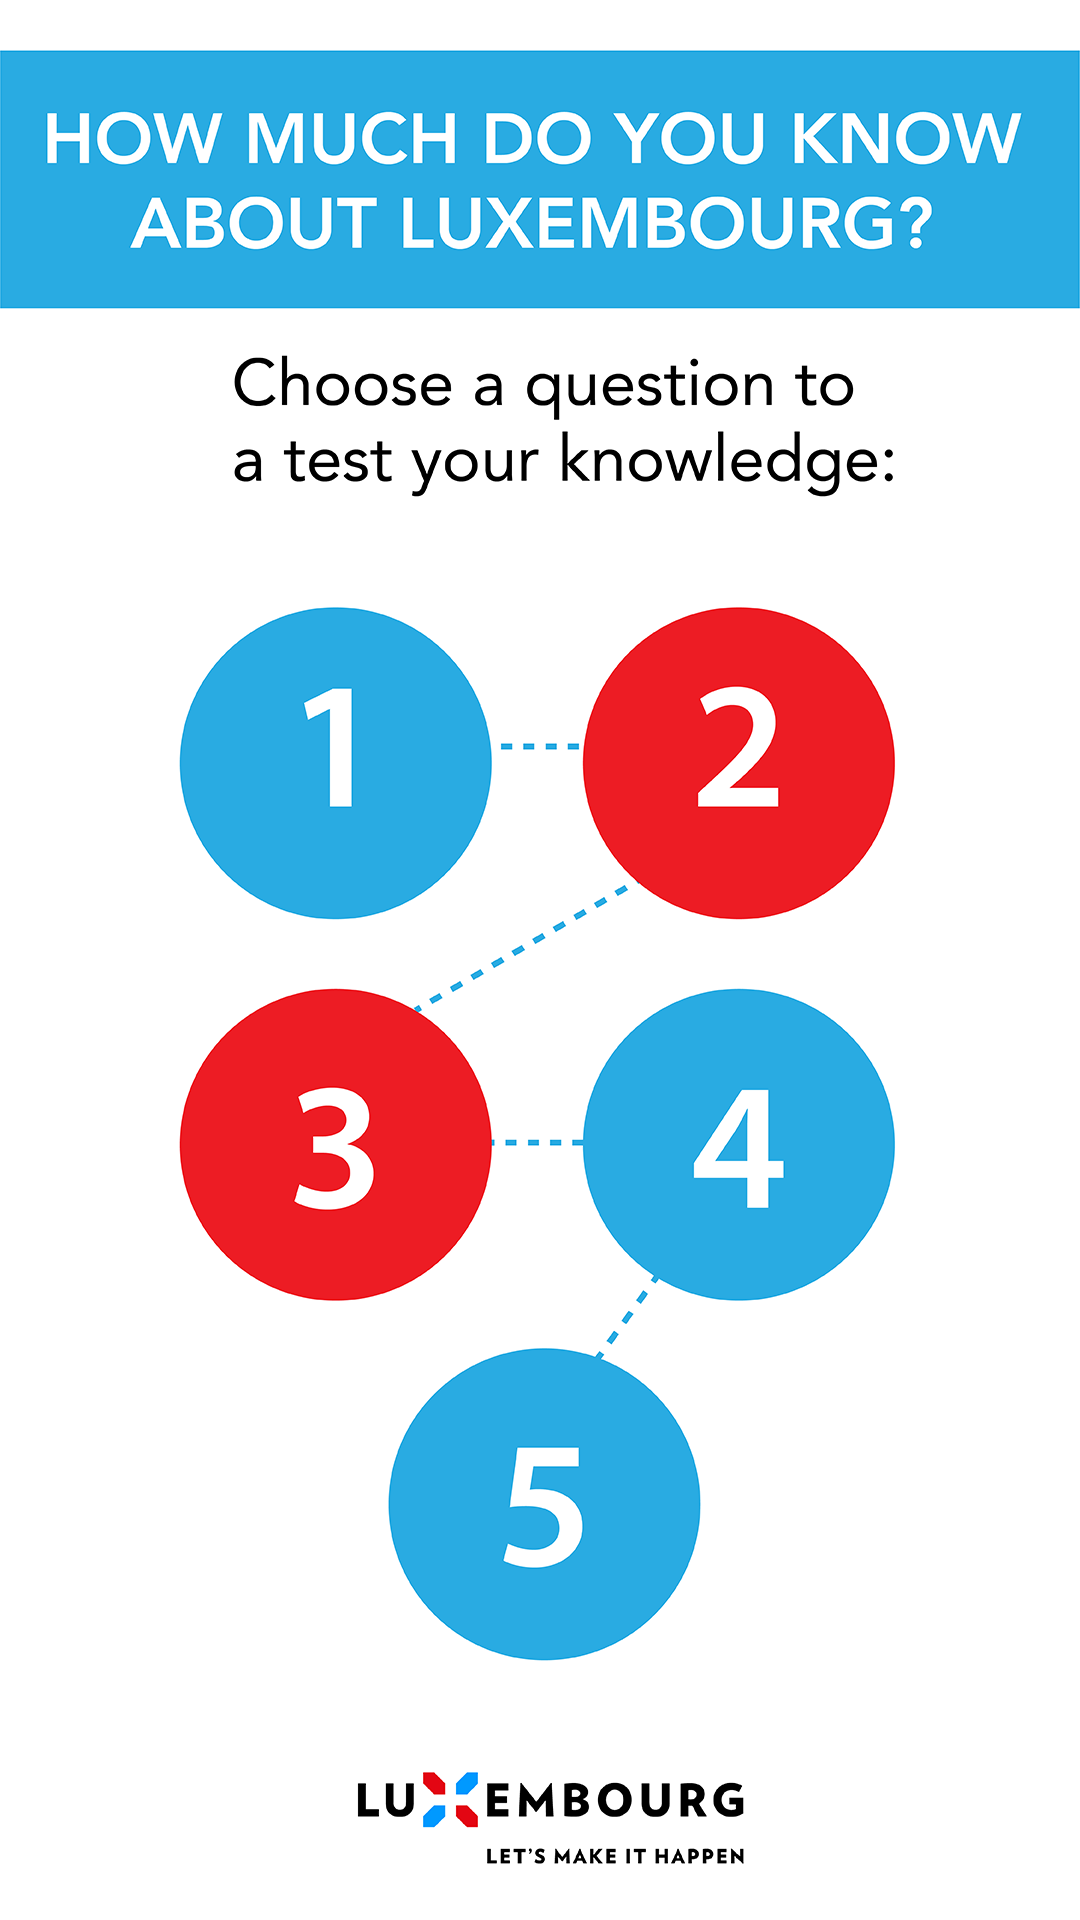 HOW MUCH DO YOU KNOW
ABOUT LUXEMBOURG?
Choose a question to
a test your knowledge:
1
2
3
4
5
LUXEMBOURG
LET'S MAKE IT HAPPEN